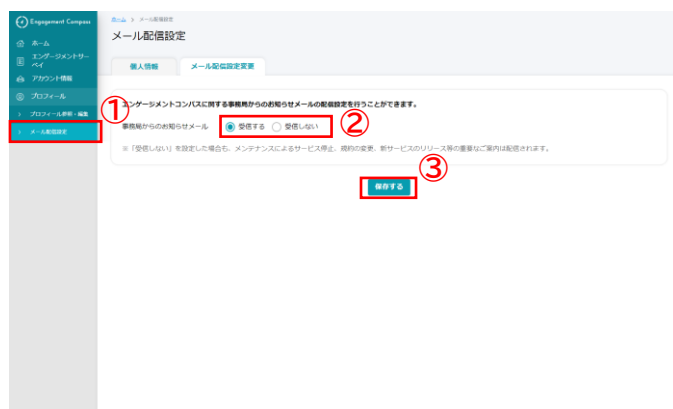 Engagement Compass
ホーム
エンゲージメントサー
ベイ
アカウント情報
プロフィール
プロフィール参照・編集
メール配信設定
ホーム > メール配信設定
メール配信設定
個人情報
メール配信設定変更
エンゲージメントコンパスに関する事務局からのお知らせメールの配信設定を行うことができます。
事務局からのお知らせメール 受信する 受信しない
※「受信しない」を設定した場合も、メンテナンスによるサービス停止、規約の変更、新サービスのリリース等の重要なご案内は配信されます。
保存する
①
②
③